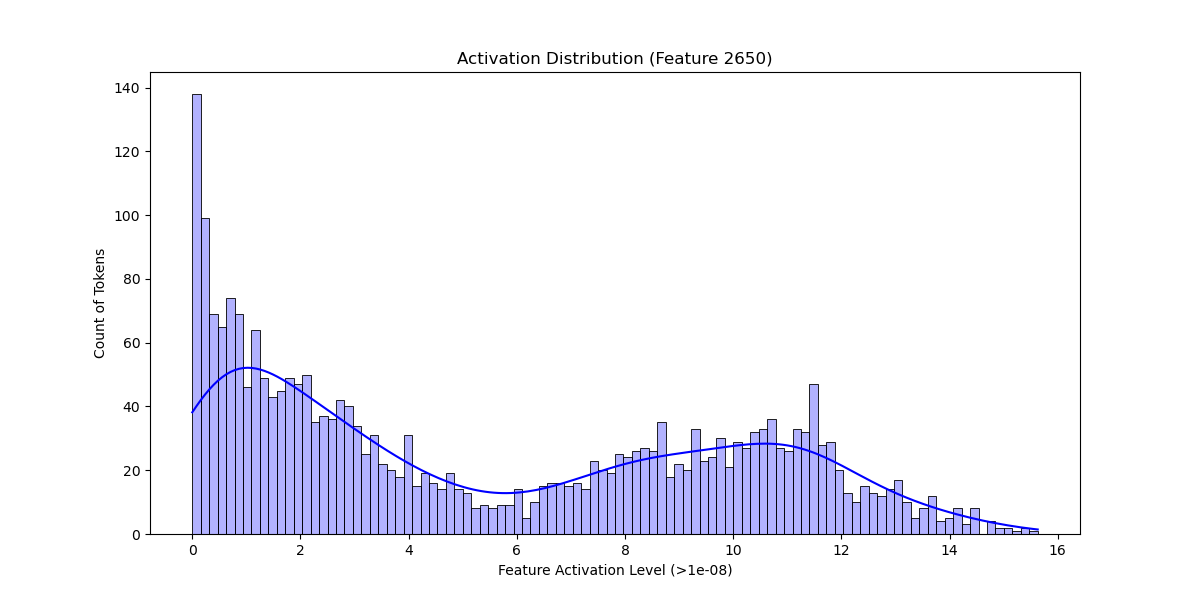 Activation Distribution (Feature 2650)
140
120
100
80
60
40
20
0
Count of Tokens
0 2 4 6 8 10 12 14 16
Feature Activation Level (>1e-08)